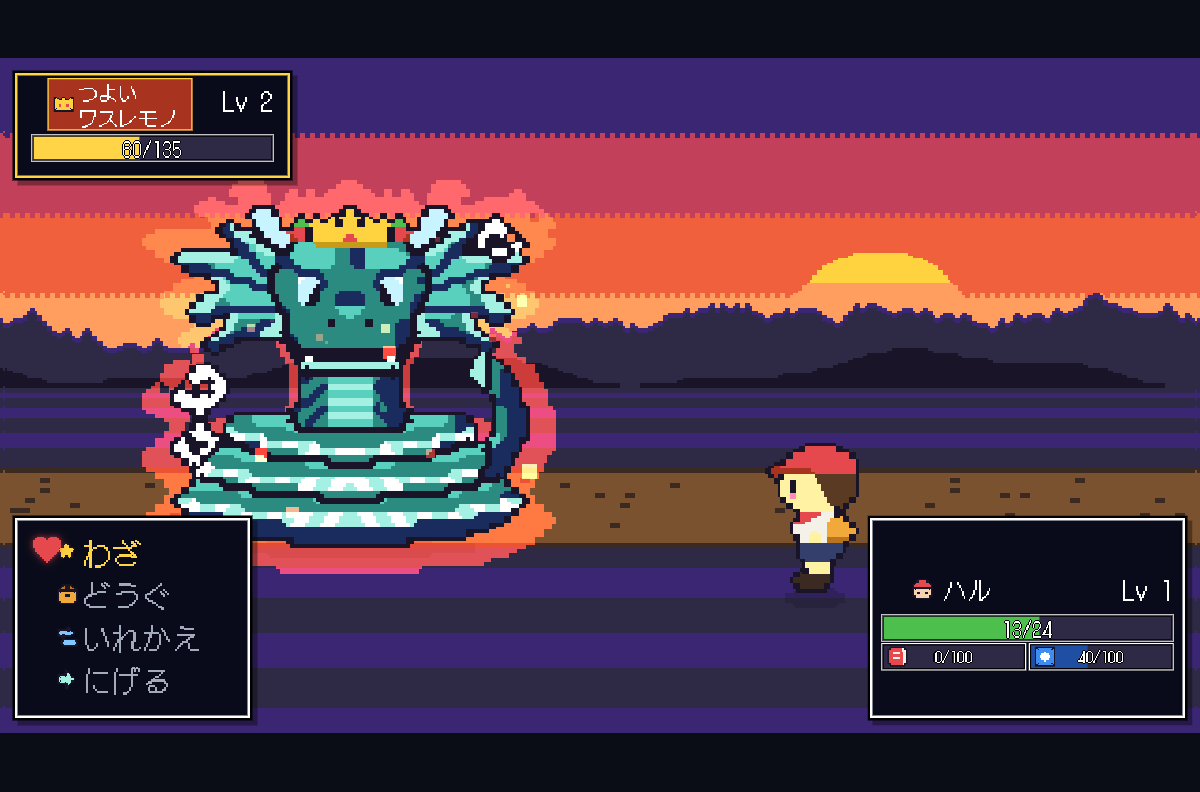 つよい
ワスレモノ
Lv 2
60/135
わざ
どうぐ
いれかえ
にげる
ハル
Lv 1
13/24
0/100
40/100